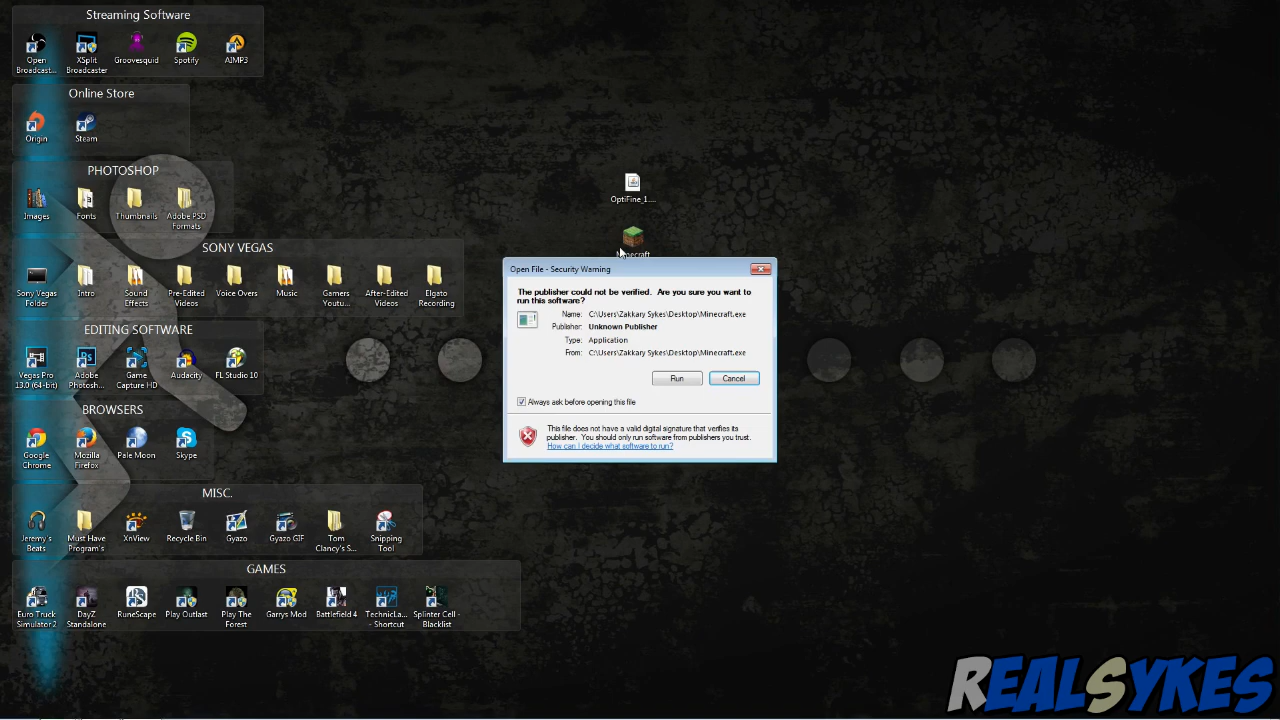 Streaming Software
Open Broadcast...
XSplit Broadcaster
Groovesquid
Spotify
AIMP3
Online Store
Origin
Steam
PHOTOSHOP
Images
Fonts
Thumbnails
Adobe PSD Formats
SONY VEGAS
Sony Vegas Folder
Intro
Sound Effects
Pre-Edited Videos
Voice Overs
Music
Gamers Youtu...
After-Edited Videos
Elgato Recording
EDITING SOFTWARE
Vegas Pro 13.0 (64-bit)
Adobe Photosh...
Game Capture HD
Audacity
FL Studio 10
BROWSERS
Google Chrome
Mozilla Firefox
Pale Moon
Skype
MISC.
Jeremy's Beats
Must Have Program's
XnView
Recycle Bin
Gyazo
Gyazo GIF
Tom Clancy's S...
Snipping Tool
GAMES
Euro Truck Simulator 2
DayZ Standalone
RuneScape
Play Outlast
Play The Forest
Garrys Mod
Battlefield 4
TechnicLa... - Shortcut
Splinter Cell - Blacklist
OptiFine_1....
Minecraft
Open File - Security Warning
The publisher could not be verified. Are you sure you want to
run this software?
Name: C:\Users\Zakkary Sykes\Desktop\Minecraft.exe
Publisher: Unknown Publisher
Type: Application
From: C:\Users\Zakkary Sykes\Desktop\Minecraft.exe
Run
Cancel
Always ask before opening this file
This file does not have a valid digital signature that verifies its
publisher. You should only run software from publishers you trust.
How can I decide what software to run?
REALSYKES